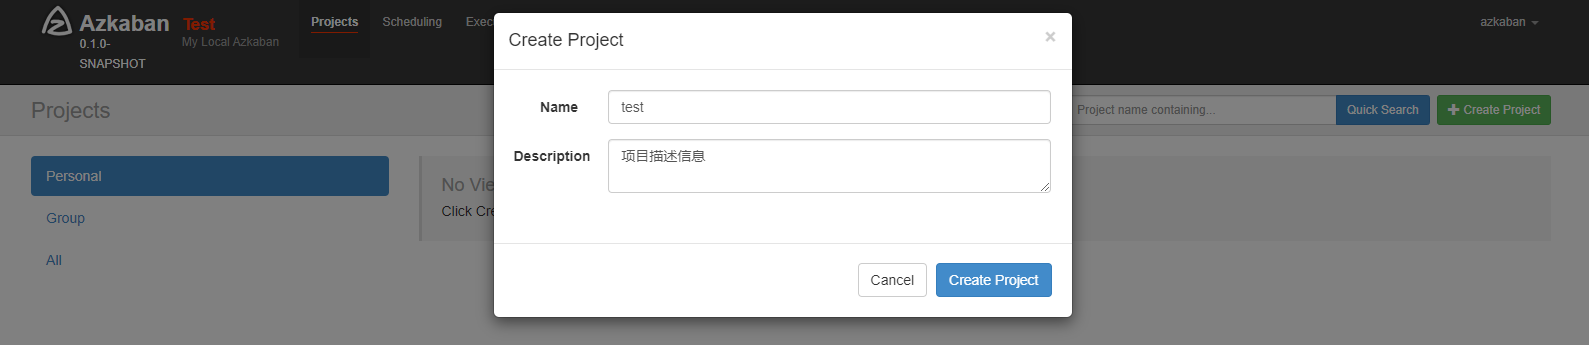 Azkaban
0.1.0-
SNAPSHOT
Test
My Local Azkaban
Projects
Scheduling
Exec
azkaban
Create Project
×
Name
test
Description
项目描述信息
Cancel
Create Project
Projects
Project name containing...
Quick Search
Create Project
Personal
Group
All
No Vie
Click Cre